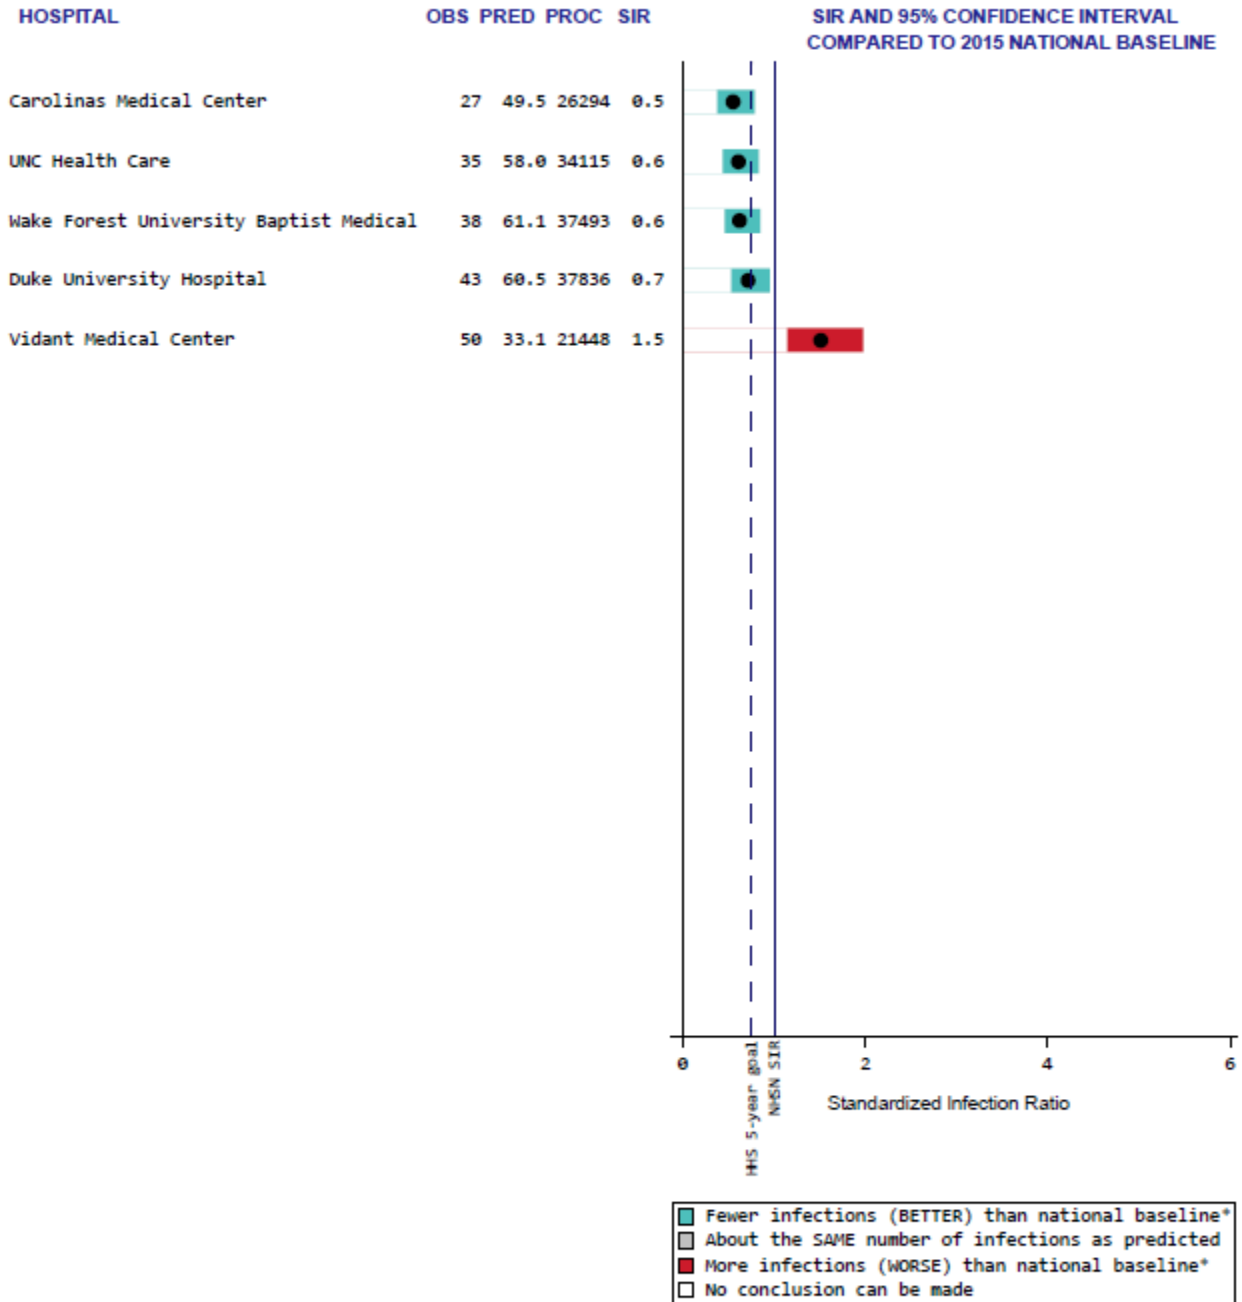 HOSPITAL OBS PRED PROC SIR SIR AND 95% CONFIDENCE INTERVAL
COMPARED TO 2015 NATIONAL BASELINE
Carolinas Medical Center 27 49.5 26294 0.5
UNC Health Care 35 58.0 34115 0.6
Wake Forest University Baptist Medical 38 61.1 37493 0.6
Duke University Hospital 43 60.5 37836 0.7
Vidant Medical Center 50 33.1 21448 1.5
0 2 4 6
HHS 5-year goal
NHSN SIR
Standardized Infection Ratio
Fewer infections (BETTER) than national baseline*
About the SAME number of infections as predicted
More infections (WORSE) than national baseline*
No conclusion can be made